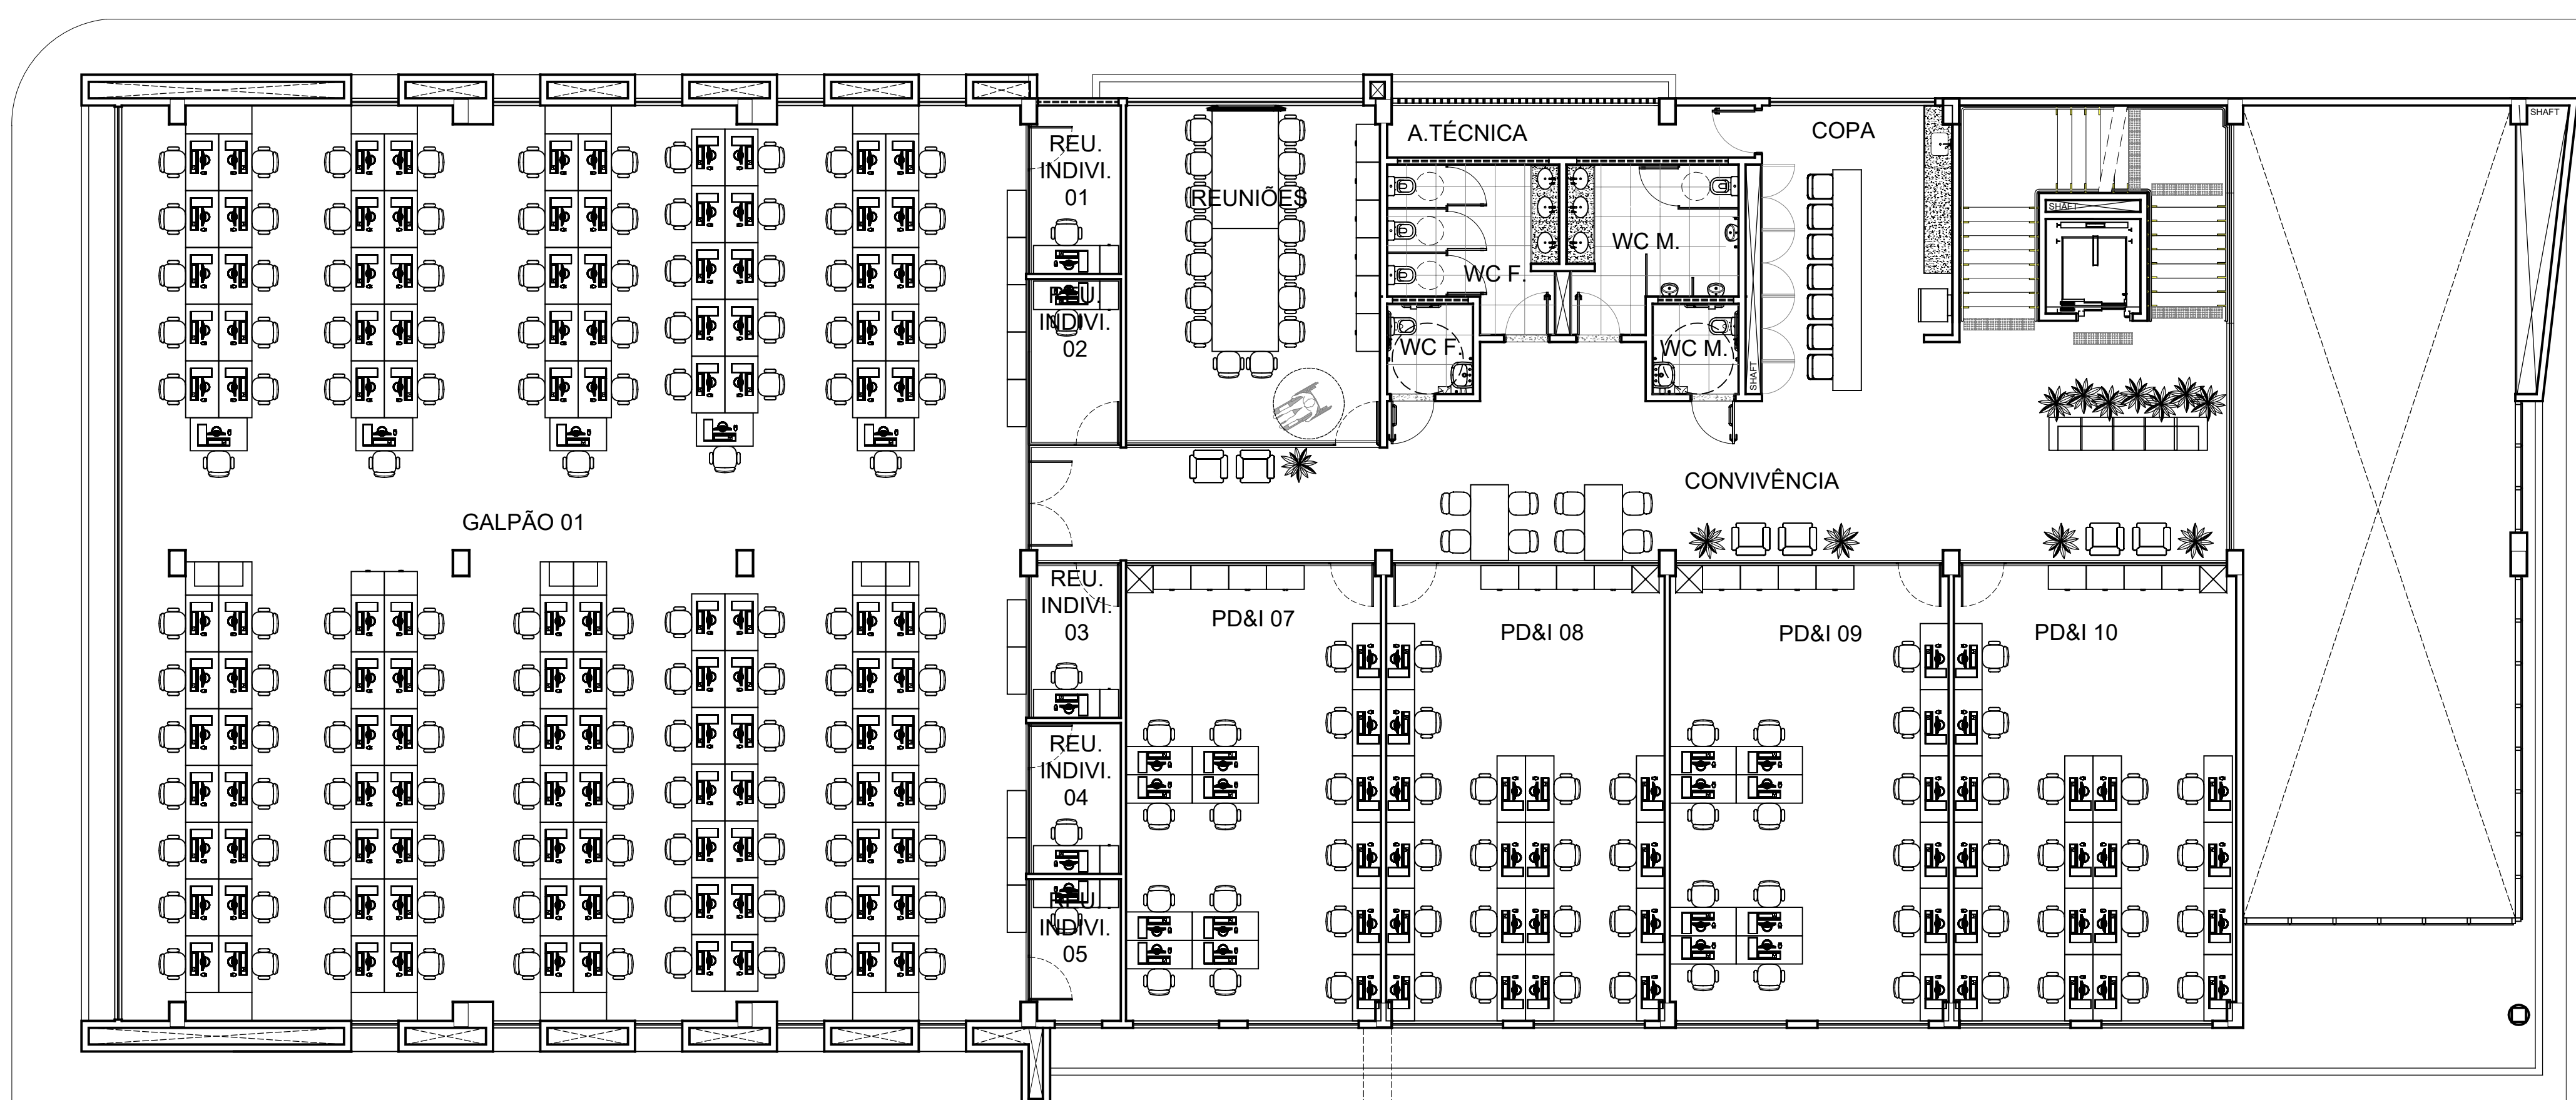 SHAFT
A.TÉCNICA
COPA
REU.
INDIVI.
01
REUNIÕES
SHAFT
WC M.
WC F.
REU.
INDIVI.
02
WC F.
WC M.
SHAFT
CONVIVÊNCIA
GALPÃO 01
REU.
INDIVI.
03
PD&I 07
PD&I 08
PD&I 09
PD&I 10
REU.
INDIVI.
04
REU.
INDIVI.
05